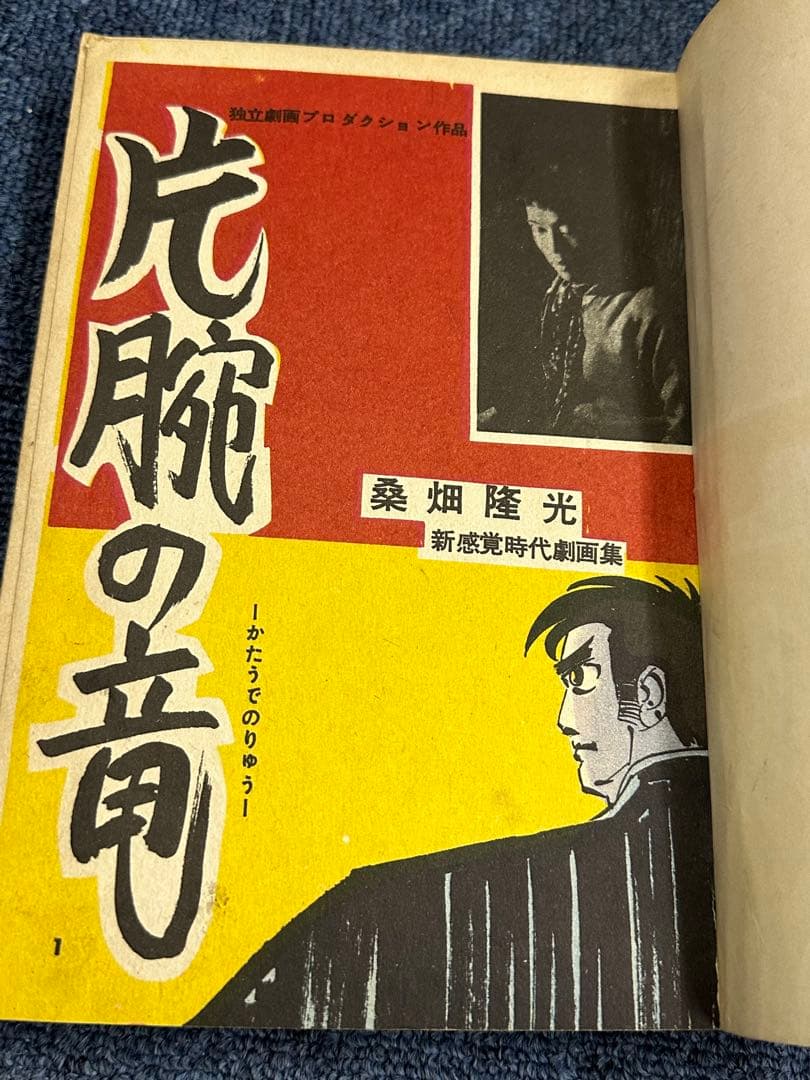 独立劇画プロダクション作品
片腕の竜
ーかたうでのりゅうー
桑畑隆光
新感覚時代劇画集
1